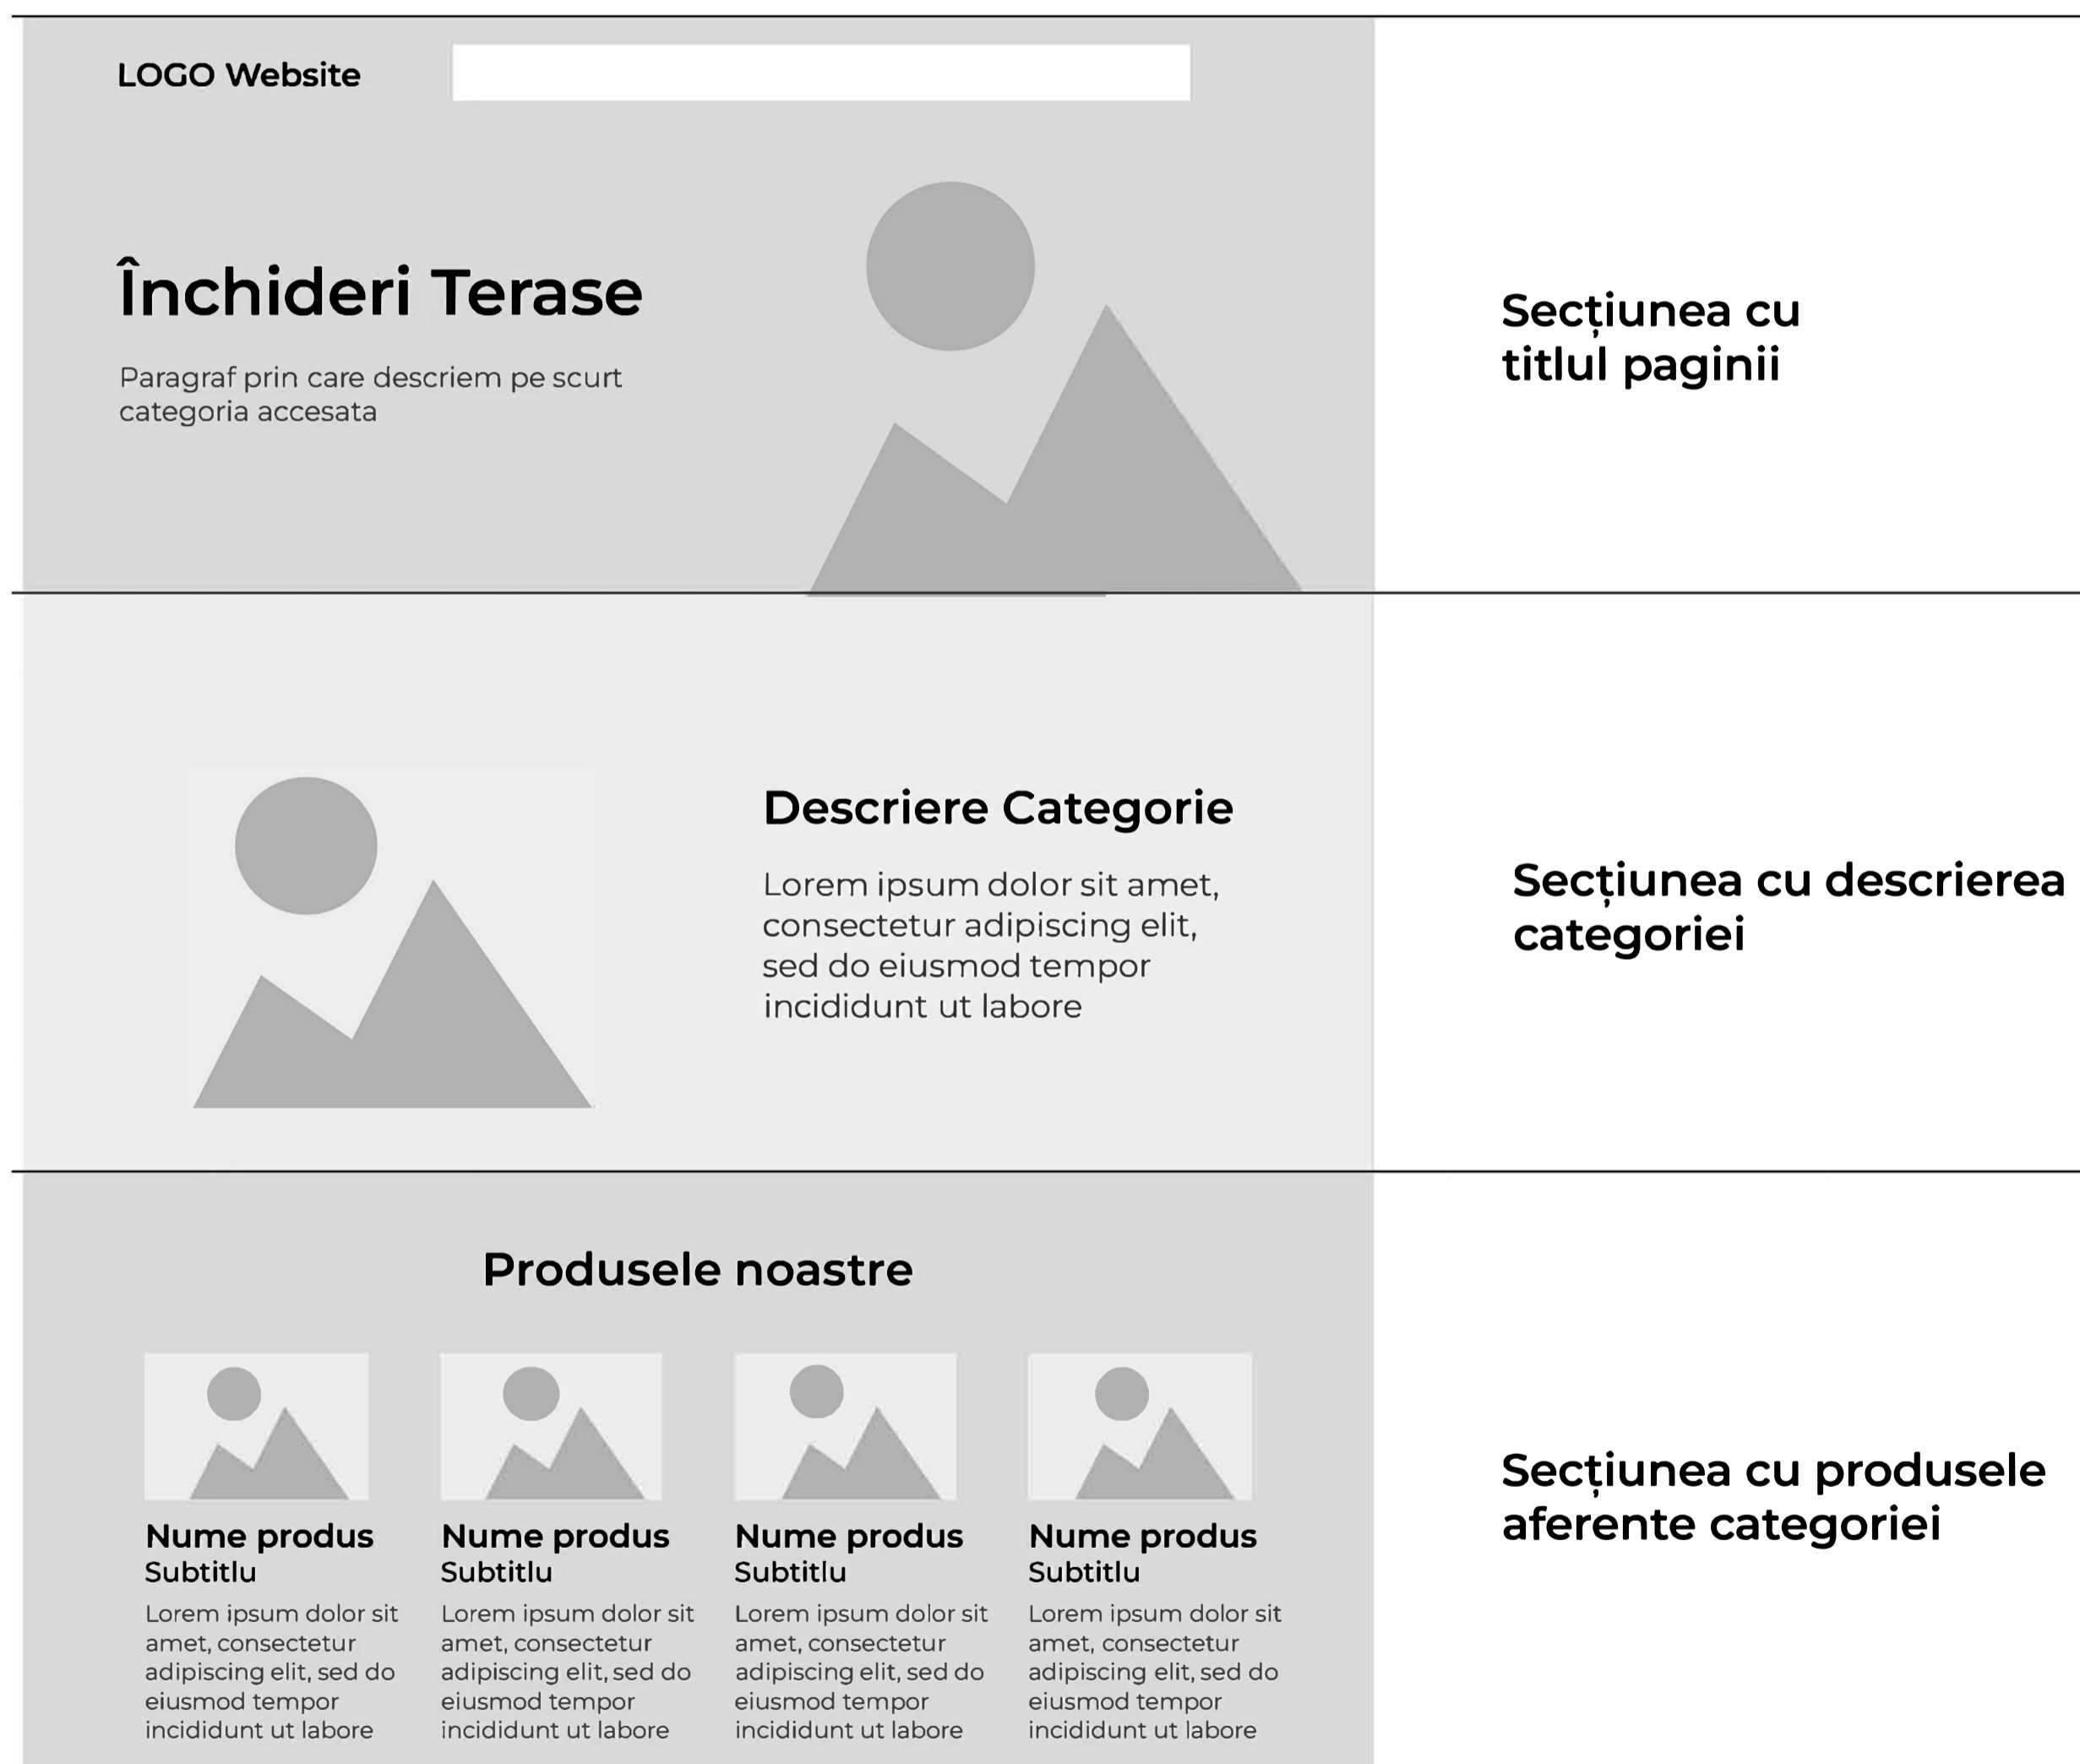 LOGO Website
Închideri Terase
Paragraf prin care descriem pe scurt
categoria accesata
Secțiunea cu
titlul paginii
Descriere Categorie
Lorem ipsum dolor sit amet,
consectetur adipiscing elit,
sed do eiusmod tempor
incididunt ut labore
Secțiunea cu descrierea
categoriei
Produsele noastre
Nume produs
Subtitlu
Lorem ipsum dolor sit
amet, consectetur
adipiscing elit, sed do
eiusmod tempor
incididunt ut labore
Nume produs
Subtitlu
Lorem ipsum dolor sit
amet, consectetur
adipiscing elit, sed do
eiusmod tempor
incididunt ut labore
Nume produs
Subtitlu
Lorem ipsum dolor sit
amet, consectetur
adipiscing elit, sed do
eiusmod tempor
incididunt ut labore
Nume produs
Subtitlu
Lorem ipsum dolor sit
amet, consectetur
adipiscing elit, sed do
eiusmod tempor
incididunt ut labore
Secțiunea cu produsele
aferente categoriei